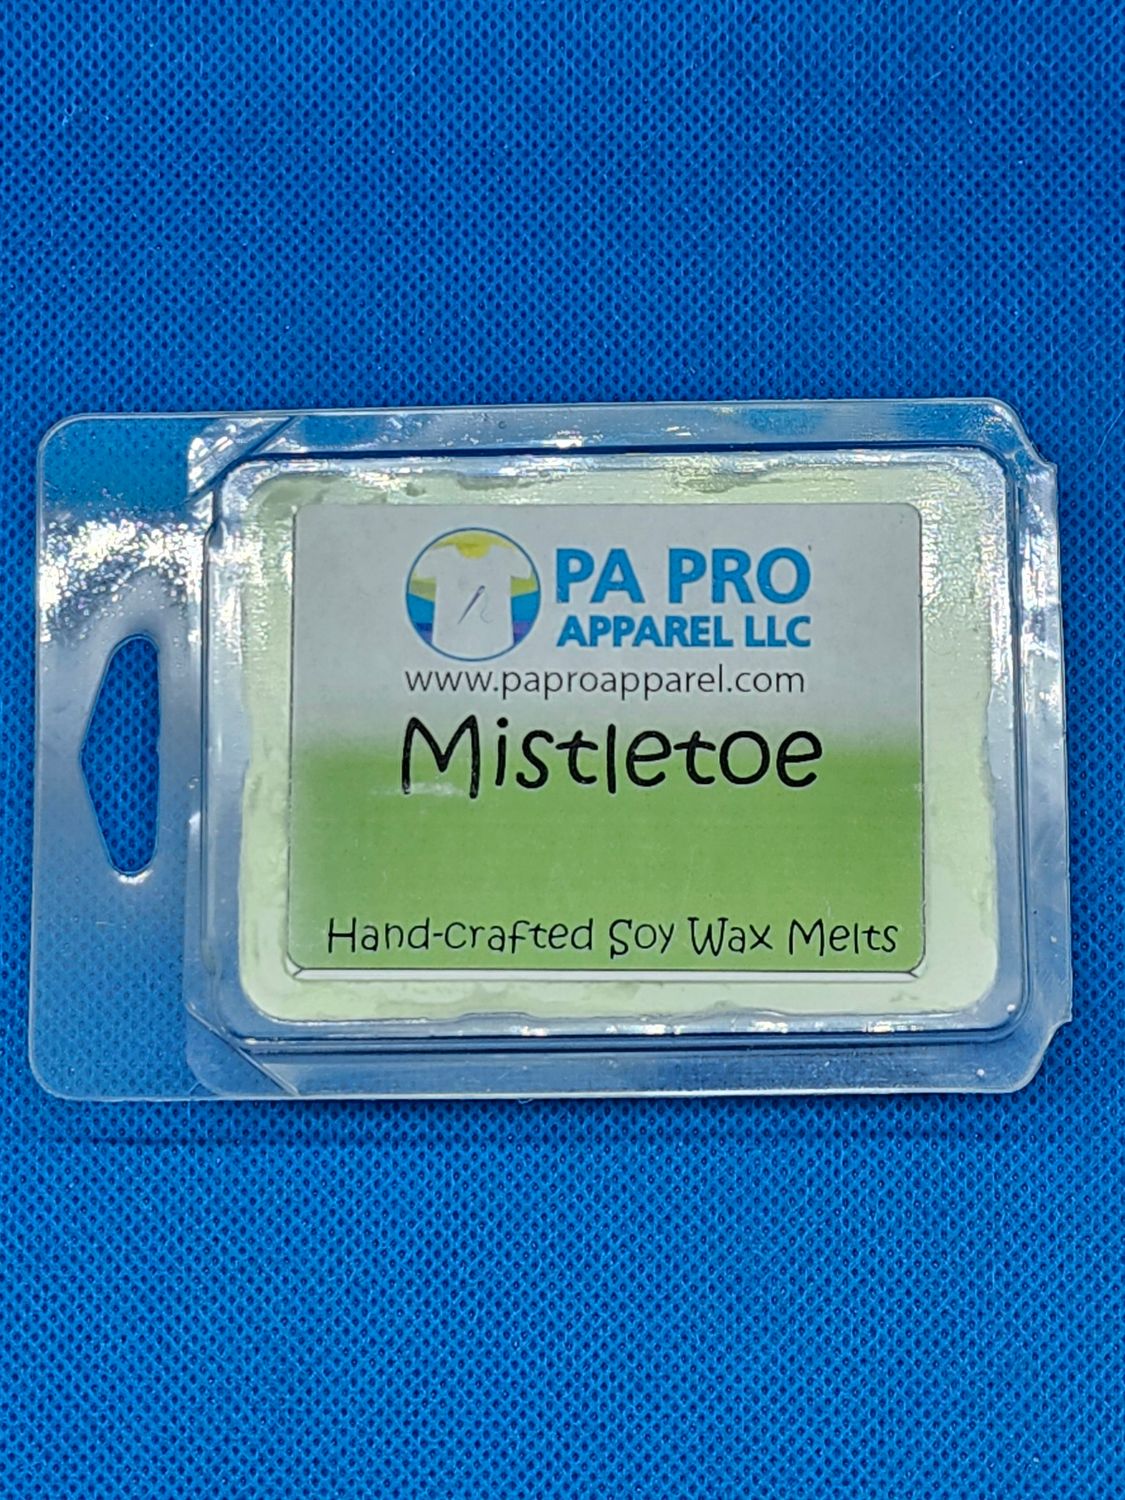 PA PRO
APPAREL LLC
www.paproapparel.com
Mistletoe
Hand-crafted Soy Wax Melts